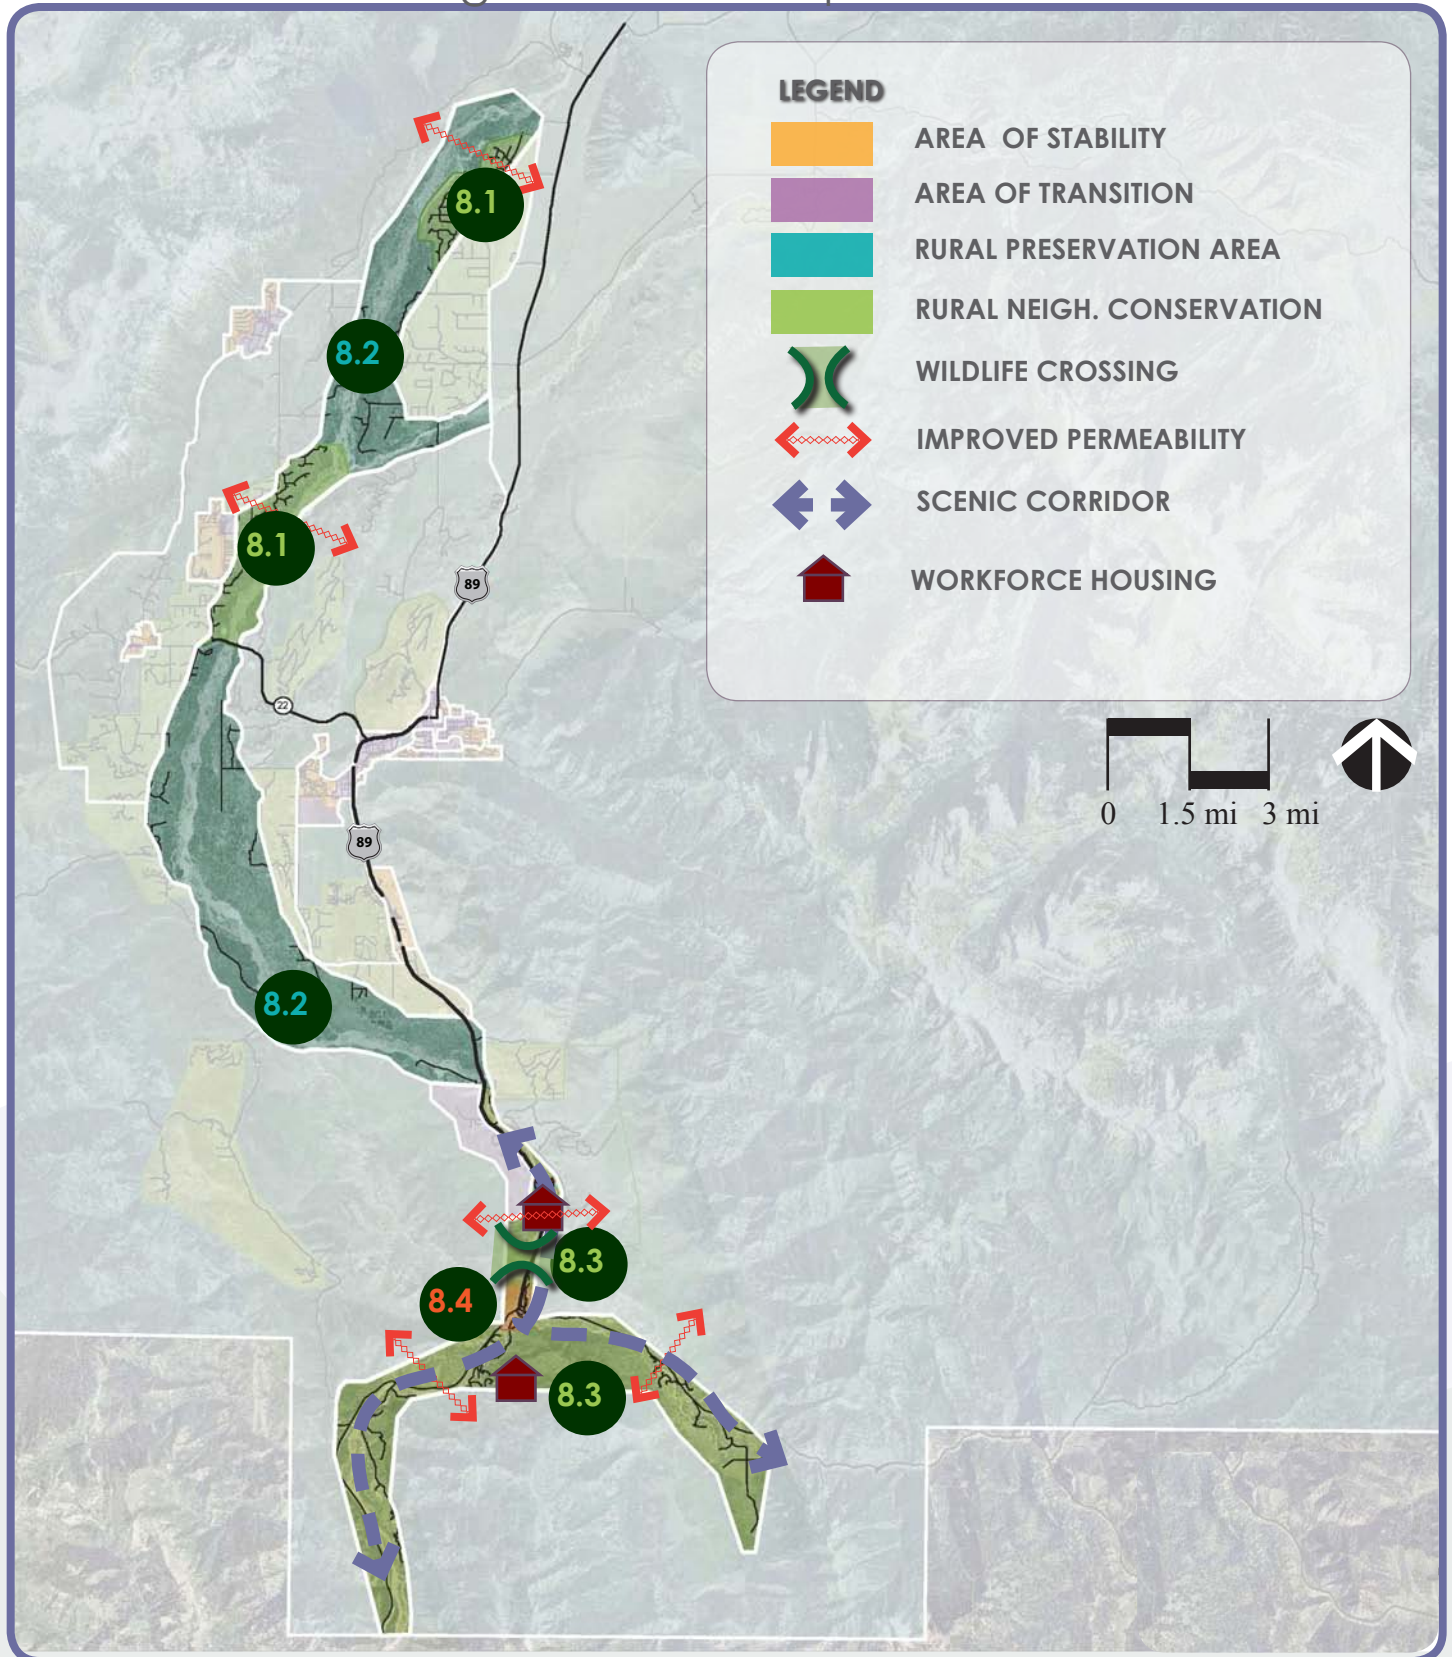 LEGEND
AREA OF STABILITY
AREA OF TRANSITION
RURAL PRESERVATION AREA
RURAL NEIGH. CONSERVATION
WILDLIFE CROSSING
IMPROVED PERMEABILITY
SCENIC CORRIDOR
WORKFORCE HOUSING
8.1
8.2
8.1
89
22
0 1.5 mi 3 mi
89
8.2
8.3
8.4
8.3